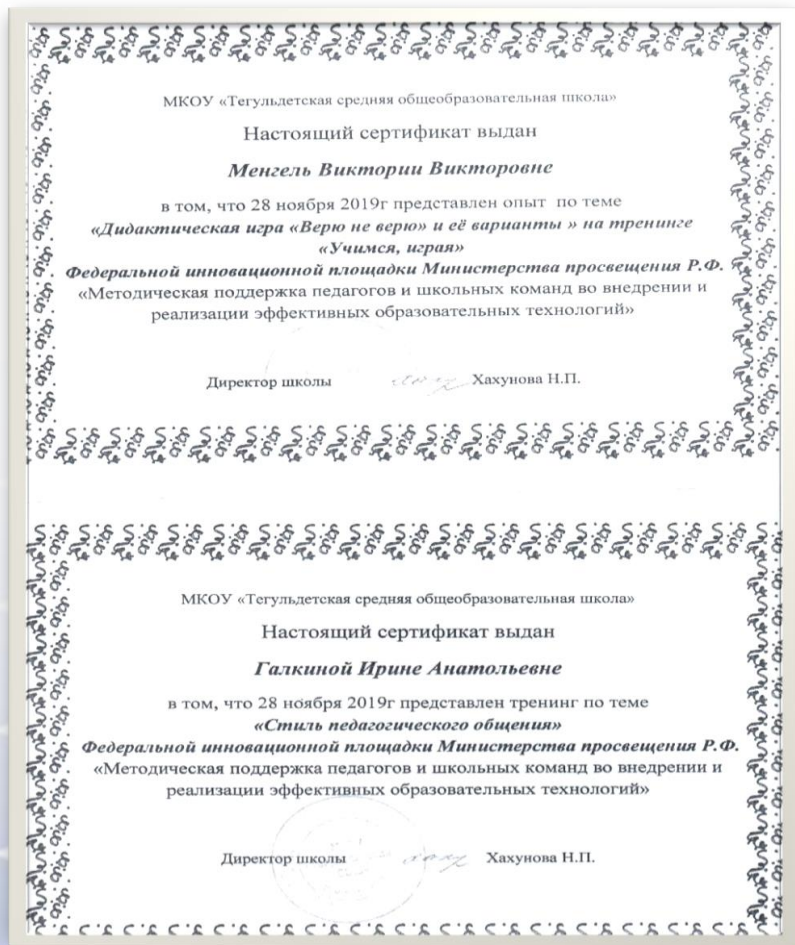 МКОУ «Тегульдетская средняя общеобразовательная школа»
Настоящий сертификат выдан
Менгель Виктории Викторовне
в том, что 28 ноября 2019г представлен опыт по теме
«Дидактическая игра «Верю не верю» и её варианты » на тренинге
«Учимся, играя»
Федеральной инновационной площадки Министерства просвещения Р.Ф.
«Методическая поддержка педагогов и школьных команд во внедрении и
реализации эффективных образовательных технологий»
Директор школы Хахунова Н.П.
МКОУ «Тегульдетская средняя общеобразовательная школа»
Настоящий сертификат выдан
Галкиной Ирине Анатольевне
в том, что 28 ноября 2019г представлен тренинг по теме
«Стиль педагогического общения»
Федеральной инновационной площадки Министерства просвещения Р.Ф.
«Методическая поддержка педагогов и школьных команд во внедрении и
реализации эффективных образовательных технологий»
Директор школы Хахунова Н.П.